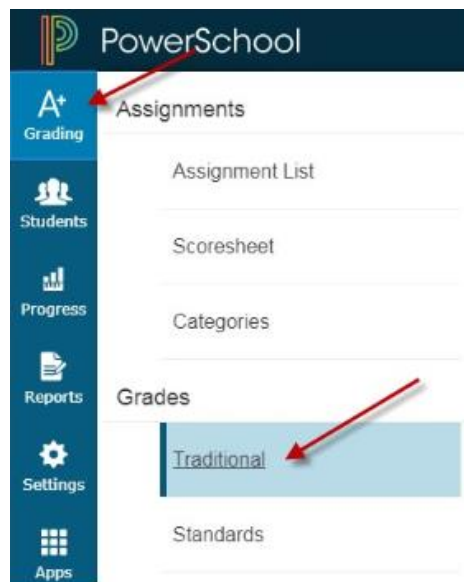 PowerSchool
A+
Grading
Students
Progress
Reports
Settings
Apps
Assignments
Assignment List
Scoresheet
Categories
Grades
Traditional
Standards